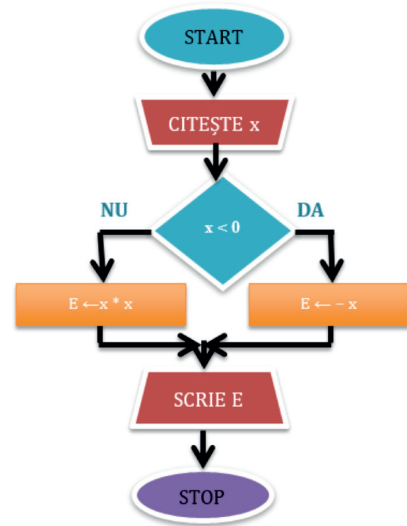 START
CITEȘTE x
NU
DA
x < 0
E ←x * x
E ← – x
SCRIE E
STOP